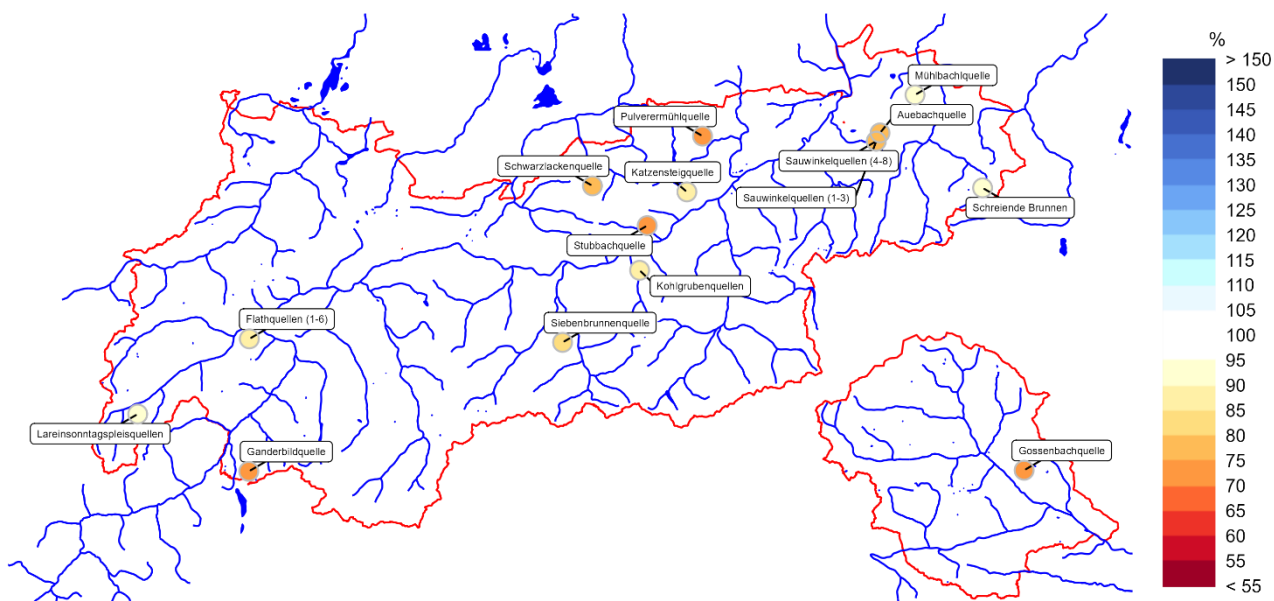 %
> 150
150
145
140
130
125
120
115
110
105
100
95
90
85
80
75
70
65
60
55
< 55
Mühlbachlquelle
Pulverermühlquelle
Auebachquelle
Schwarzlackenquelle
Katzensteigquelle
Sauwinkelquellen (4-8)
Sauwinkelquellen (1-3)
Schreiende Brunnen
Stubbachquelle
Kohlgrubenquellen
Flathquellen (1-6)
Siebenbrunnenquelle
Lareinsonntagspleisquellen
Ganderbildquelle
Gossenbachquelle